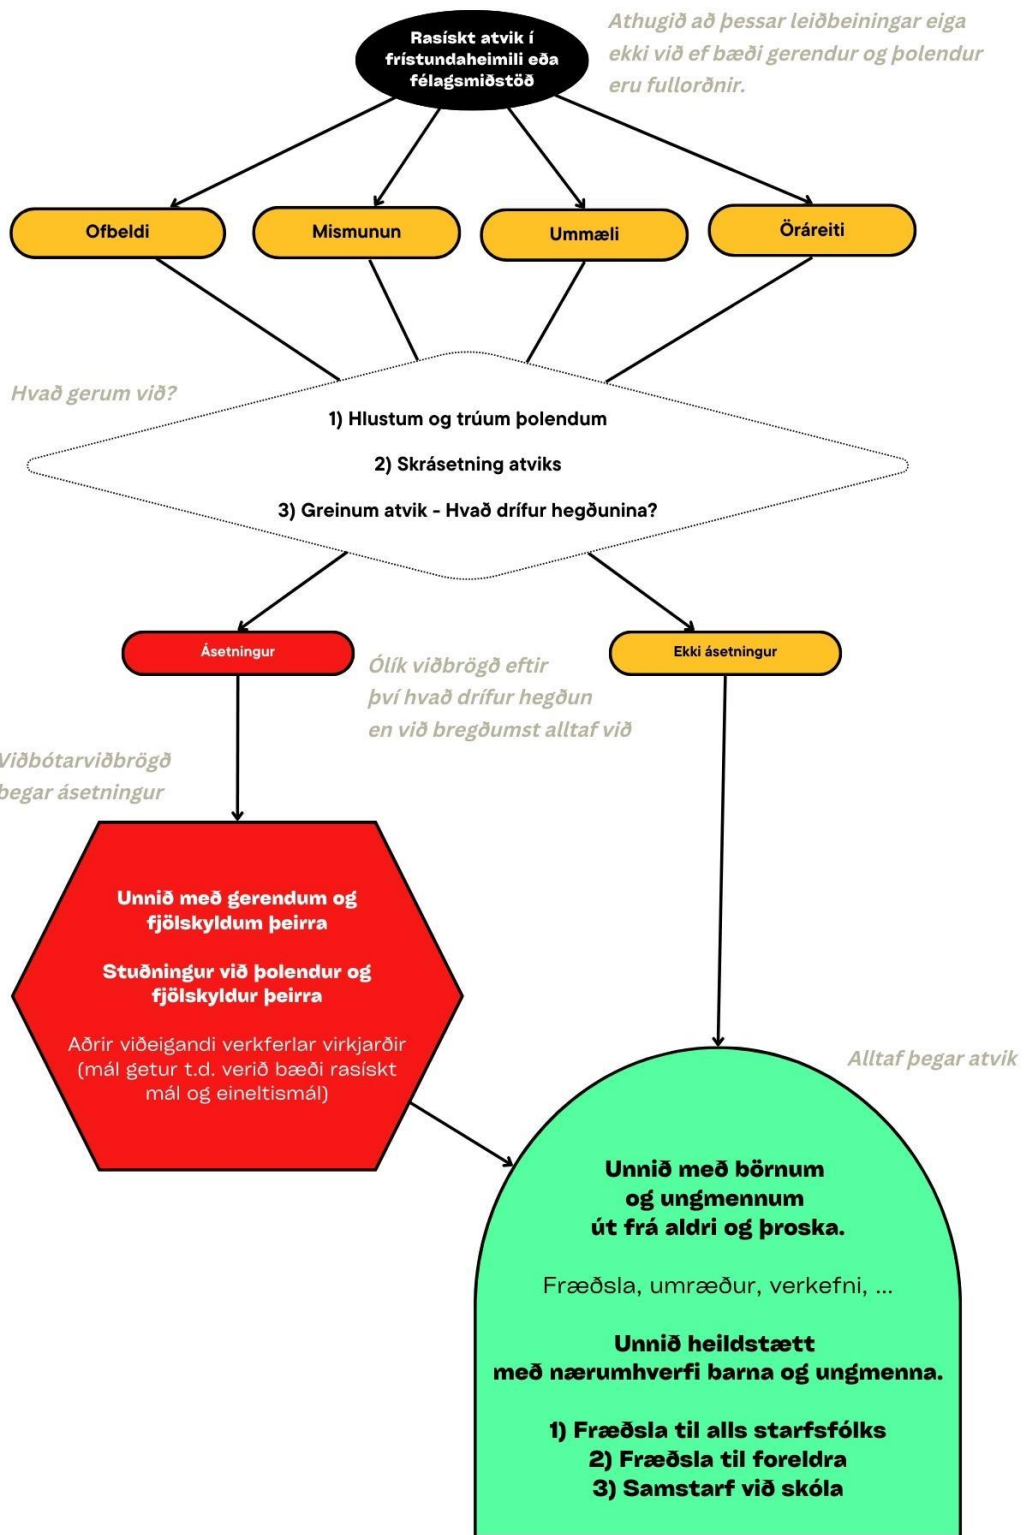 Rasískt atvik í
frístundaheimili eða
félagsmiðstöð
Athugið að þessar leiðbeiningar eiga
ekki við ef bæði gerendur og þolendur
eru fullorðnir.
Ofbeldi
Mismunun
Ummæli
Öráreiti
Hvað gerum við?
1) Hlustum og trúum þolendum
2) Skrásetning atviks
3) Greinum atvik - Hvað drífur hegðunina?
Ásetningur
Ekki ásetningur
Ólík viðbrögð eftir
því hvað drífur hegðun
en við bregðumst alltaf við
Viðbótarviðbrögð
þegar ásetningur
Unnið með gerendum og
fjölskyldum þeirra
Stuðningur við þolendur og
fjölskyldur þeirra
Aðrir viðeigandi verkferlar virkjarðir
(mál getur t.d. verið bæði rasískt
mál og eineltismál)
Alltaf þegar atvik
Unnið með börnum
og ungmennum
út frá aldri og þroska.
Fræðsla, umræður, verkefni, ...
Unnið heildstætt
með nærumhverfi barna og ungmenna.
1) Fræðsla til alls starfsfólks
2) Fræðsla til foreldra
3) Samstarf við skóla